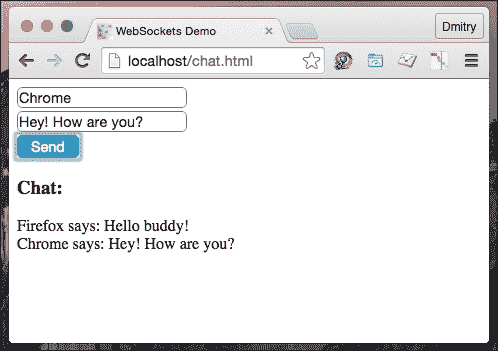 WebSockets Demo
Dmitry
localhost/chat.html
Chrome
Hey! How are you?
Send
Chat:
Firefox says: Hello buddy!
Chrome says: Hey! How are you?